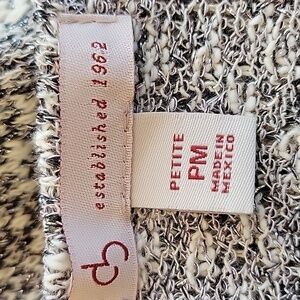 established 1962
PETITE
PM
MADE IN
MEXICO